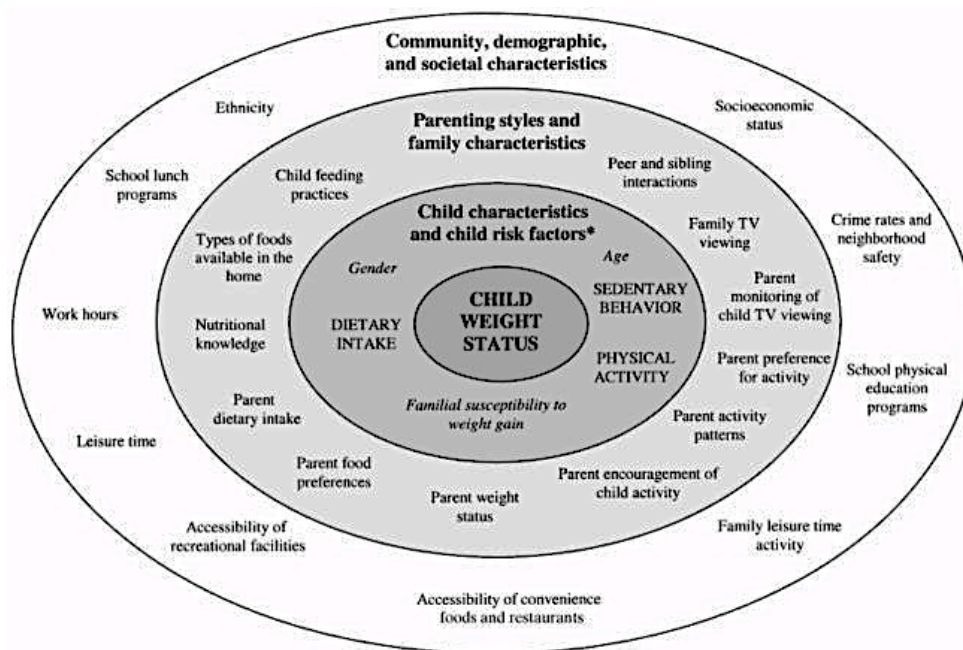 Community, demographic,
and societal characteristics
Ethnicity
Socioeconomic
status
Parenting styles and
family characteristics
School lunch
programs
Child feeding
practices
Peer and sibling
interactions
Child characteristics
and child risk factors*
Family TV
viewing
Crime rates and
neighborhood
safety
Types of foods
available in the
home
Gender
Age
Work hours
Nutritional
knowledge
DIETARY
INTAKE
CHILD
WEIGHT
STATUS
SEDENTARY
BEHAVIOR
Parent
monitoring of
child TV viewing
PHYSICAL
ACTIVITY
Parent preference
for activity
School physical
education
programs
Parent
dietary intake
Familial susceptibility to
weight gain
Parent activity
patterns
Leisure time
Parent food
preferences
Parent weight
status
Parent encouragement of
child activity
Accessibility of
recreational facilities
Family leisure time
activity
Accessibility of convenience
foods and restaurants